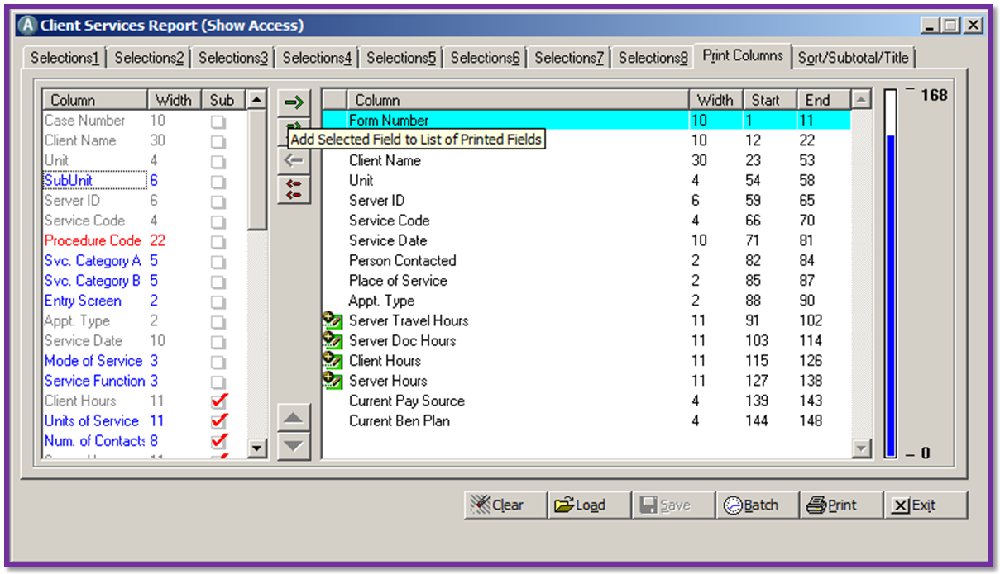 A Client Services Report (Show Access)
Selections1 Selections2 Selections3 Selections4 Selections5 Selections6 Selections7 Selections8 Print Columns Sort/Subtotal/Title
Column Width Sub
Case Number 10
Client Name 30
Unit 4
SubUnit 6
Server ID 6
Service Code 4
Procedure Code 22
Svc. Category A 5
Svc. Category B 5
Entry Screen 2
Appt. Type 2
Service Date 10
Mode of Service 3
Service Function 3
Client Hours 11
Units of Service 11
Num. of Contacts 8
Add Selected Field to List of Printed Fields
Column Width Start End
Form Number 10 1 11
10 12 22
Client Name 30 23 53
Unit 4 54 58
Server ID 6 59 65
Service Code 4 66 70
Service Date 10 71 81
Person Contacted 2 82 84
Place of Service 2 85 87
Appt. Type 2 88 90
Server Travel Hours 11 91 102
Server Doc Hours 11 103 114
Client Hours 11 115 126
Server Hours 11 127 138
Current Pay Source 4 139 143
Current Ben Plan 4 144 148
168
0
Clear Load Save Batch Print Exit